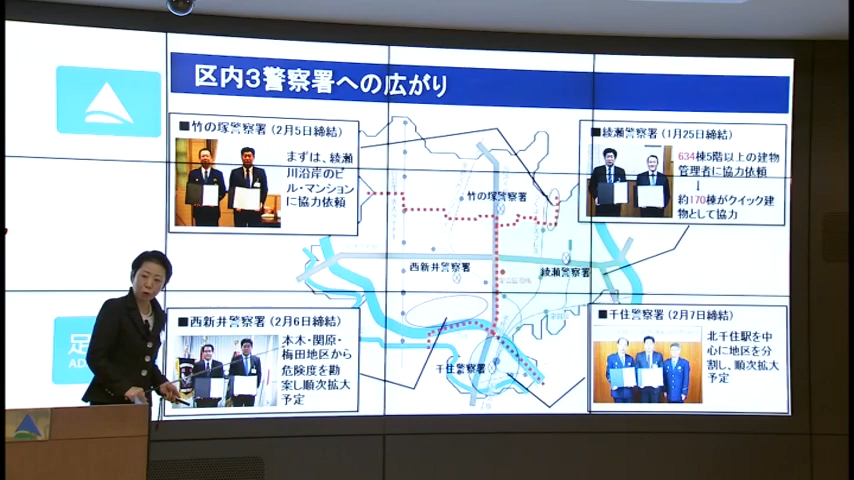 区内3警察署への広がり
■竹の塚警察署 (2月5日締結)
まずは、綾瀬
川沿岸のビ
ル・マンション
に協力依頼
■綾瀬警察署 (1月25日締結)
634棟5階以上の建物
管理者に協力依頼
↓
約170棟がクイック建
物として協力
竹の塚警察署
西新井警察署
綾瀬警察署
千住警察署
■西新井警察署 (2月6日締結)
本木・関原・
梅田地区から
危険度を勘
案し順次拡大
予定
■千住警察署 (2月7日締結)
北千住駅を中
心に地区を分
割し、順次拡大
予定
足
AD